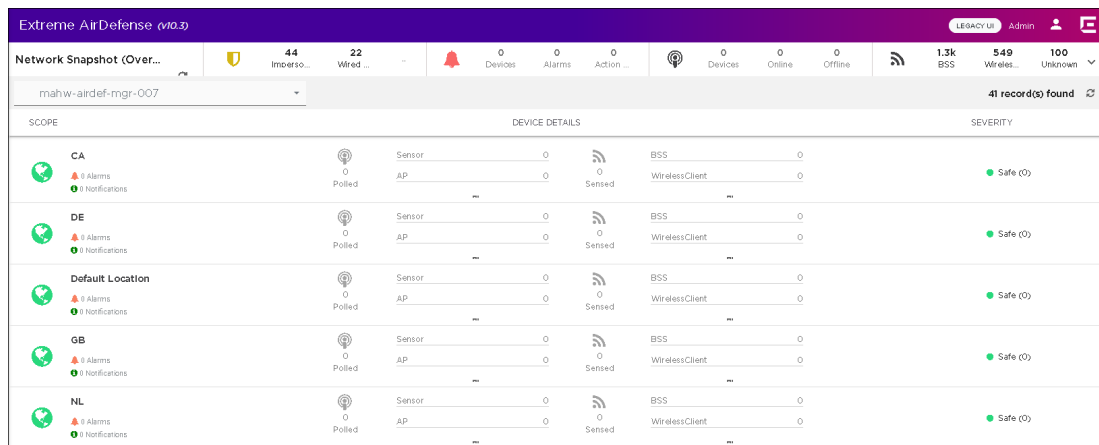 Extreme AirDefense (v10.3)
LEGACY UI Admin
Network Snapshot (Over...
44 22 -
Imperso... Wired ...
0 0 0
Devices Alarms Action ...
0 0 0
Devices Online Offline
1.3k 549 100
BSS Wireles... Unknown
mahw-airdef-mgr-007
41 record(s) found
SCOPE DEVICE DETAILS SEVERITY
CA
0 Alarms
0 Notifications
0
Polled
Sensor 0
AP 0
0
Sensed
BSS 0
WirelessClient 0
Safe (0)
DE
0 Alarms
0 Notifications
0
Polled
Sensor 0
AP 0
0
Sensed
BSS 0
WirelessClient 0
Safe (0)
Default Location
0 Alarms
0 Notifications
0
Polled
Sensor 0
AP 0
0
Sensed
BSS 0
WirelessClient 0
Safe (0)
GB
0 Alarms
0 Notifications
0
Polled
Sensor 0
AP 0
0
Sensed
BSS 0
WirelessClient 0
Safe (0)
NL
0 Alarms
0 Notifications
0
Polled
Sensor 0
AP 0
0
Sensed
BSS 0
WirelessClient 0
Safe (0)